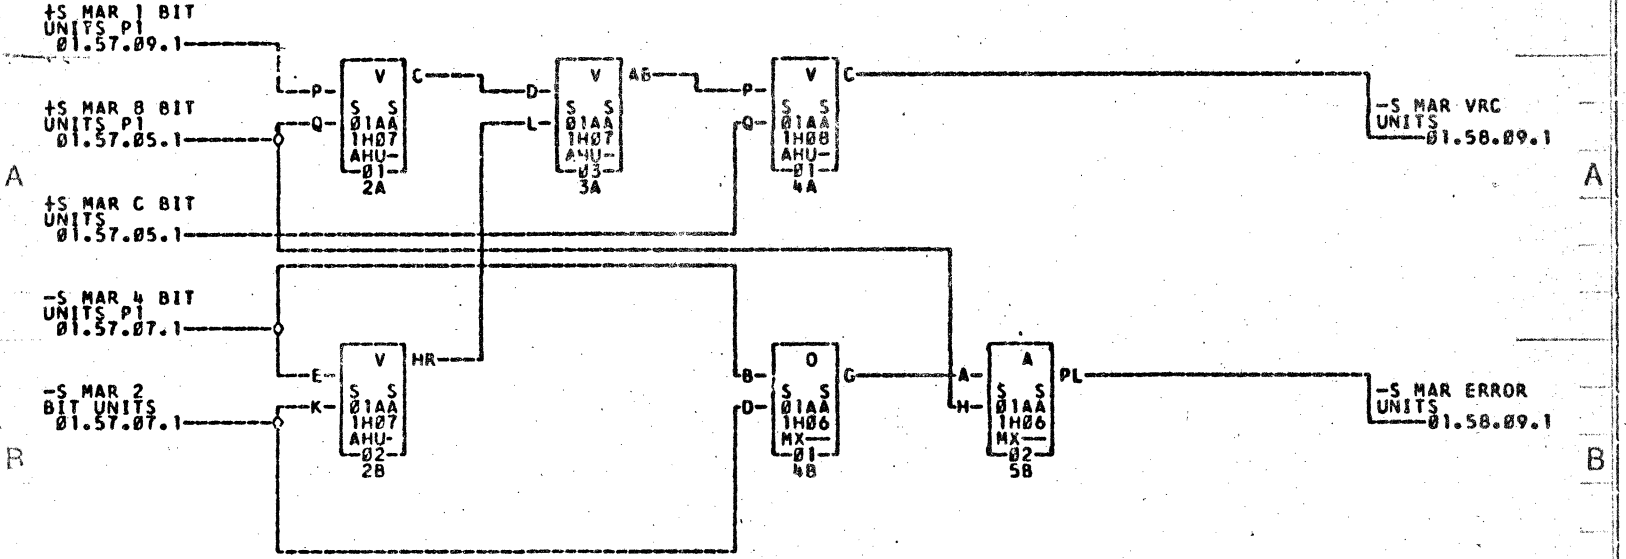 +S MAR 1 BIT
UNITS P1
01.57.09.1
+S MAR 8 BIT
UNITS P1
01.57.05.1
+S MAR C BIT
UNITS
01.57.05.1
-S MAR 4 BIT
UNITS P1
01.57.07.1
-S MAR 2
BIT UNITS
01.57.07.1
P
Q
V
C
S S
01AA
1H07
AHU-
01
2A
D
L
V
AB
S S
01AA
1H07
AHU-
03
3A
P
Q
V
C
S S
01AA
1H08
AHU-
01
4A
-S MAR VRC
UNITS
01.58.09.1
A
A
E
K
V
HR
S S
01AA
1H07
AHU-
02
2B
B
D
O
G
S S
01AA
1H06
MX-
01
4B
A
H
A
PL
S S
01AA
1H06
MX-
02
5B
-S MAR ERROR
UNITS
01.58.09.1
B
B